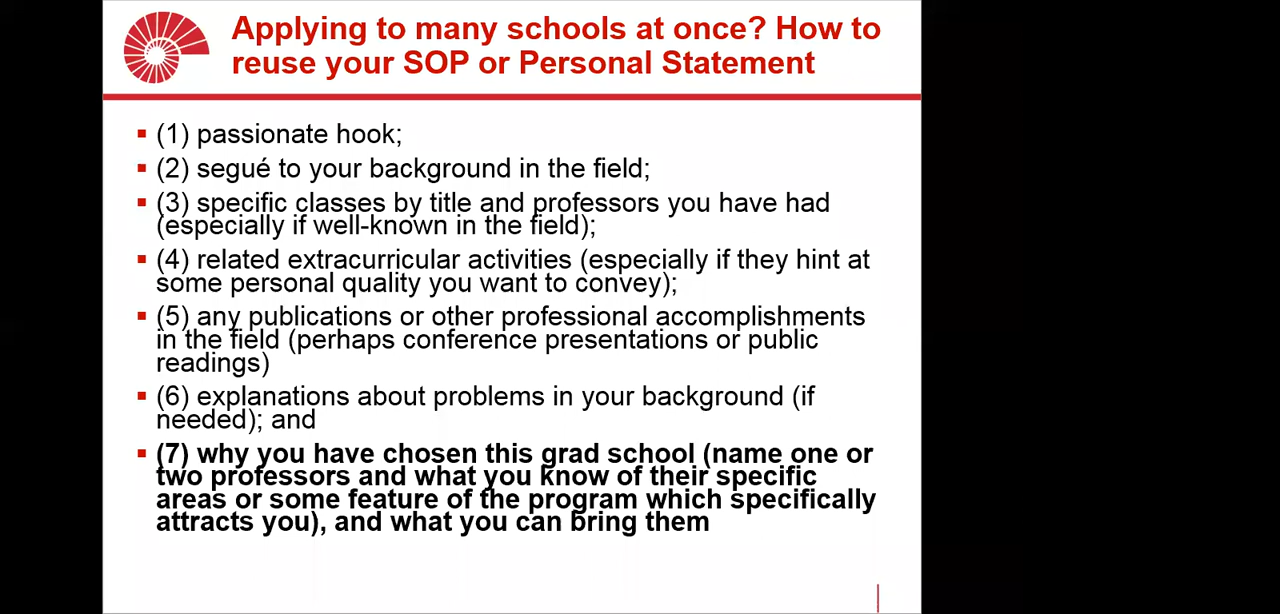 Applying to many schools at once? How to
reuse your SOP or Personal Statement
(1) passionate hook;
(2) segué to your background in the field;
(3) specific classes by title and professors you have had
(especially if well-known in the field);
(4) related extracurricular activities (especially if they hint at
some personal quality you want to convey);
(5) any publications or other professional accomplishments
in the field (perhaps conference presentations or public
readings)
(6) explanations about problems in your background (if
needed); and
(7) why you have chosen this grad school (name one or
two professors and what you know of their specific
areas or some feature of the program which specifically
attracts you), and what you can bring them